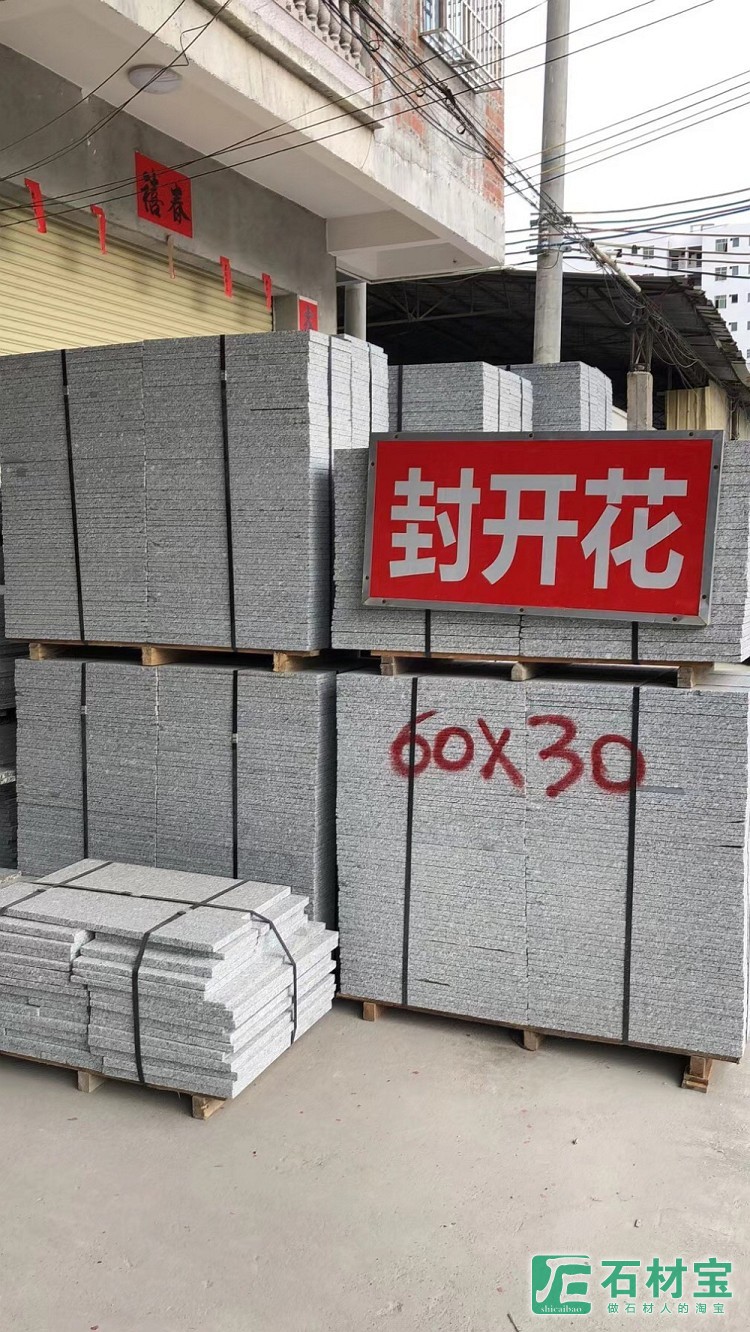 禧春
封开花
60X30
石材宝
shicaibao
做石材人的淘宝